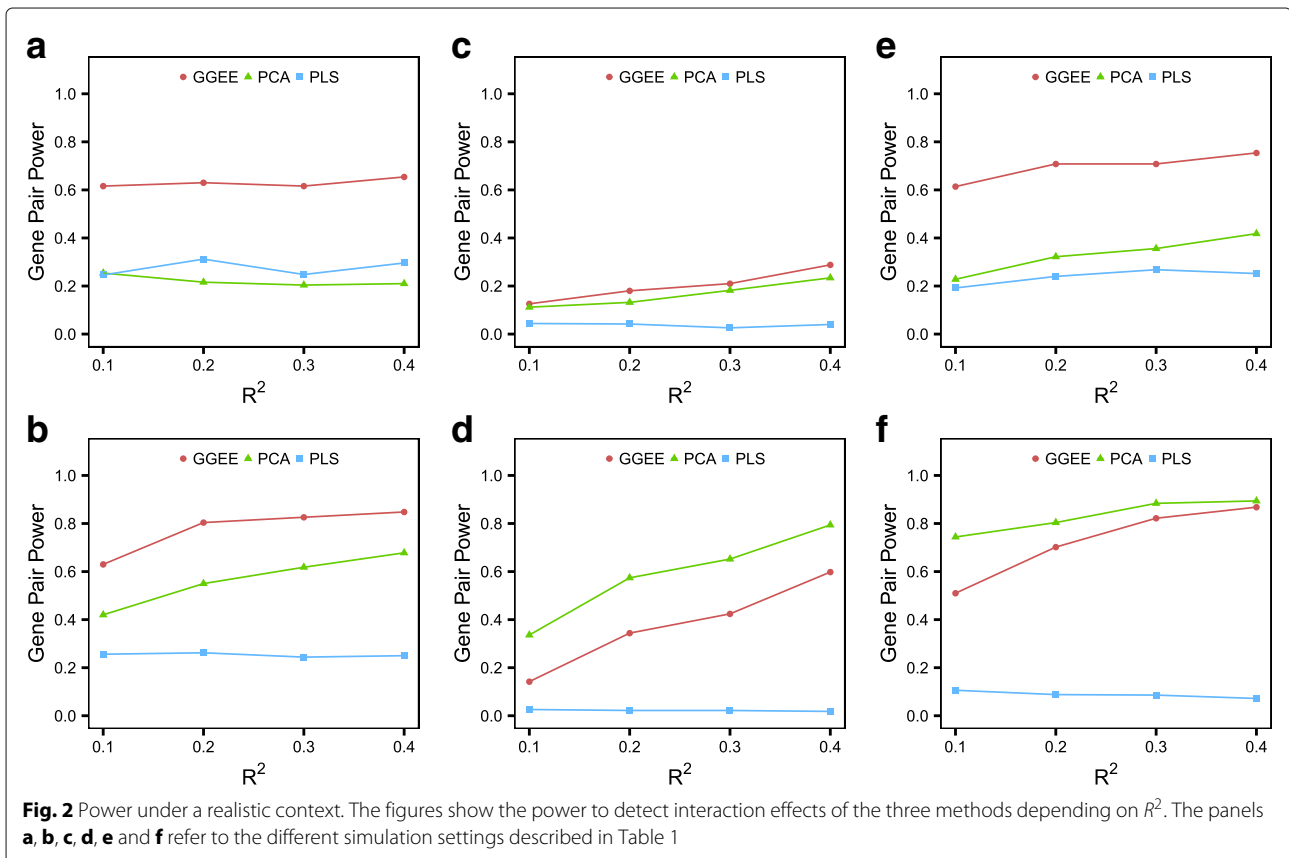 a
GGEE PCA PLS
1.0
0.8
0.6
0.4
0.2
0.0
Gene Pair Power
0.1 0.2 0.3 0.4
R²
c
GGEE PCA PLS
1.0
0.8
0.6
0.4
0.2
0.0
Gene Pair Power
0.1 0.2 0.3 0.4
R²
e
GGEE PCA PLS
1.0
0.8
0.6
0.4
0.2
0.0
Gene Pair Power
0.1 0.2 0.3 0.4
R²
b
GGEE PCA PLS
1.0
0.8
0.6
0.4
0.2
0.0
Gene Pair Power
0.1 0.2 0.3 0.4
R²
d
GGEE PCA PLS
1.0
0.8
0.6
0.4
0.2
0.0
Gene Pair Power
0.1 0.2 0.3 0.4
R²
f
GGEE PCA PLS
1.0
0.8
0.6
0.4
0.2
0.0
Gene Pair Power
0.1 0.2 0.3 0.4
R²
Fig. 2 Power under a realistic context. The figures show the power to detect interaction effects of the three methods depending on R². The panels
a, b, c, d, e and f refer to the different simulation settings described in Table 1